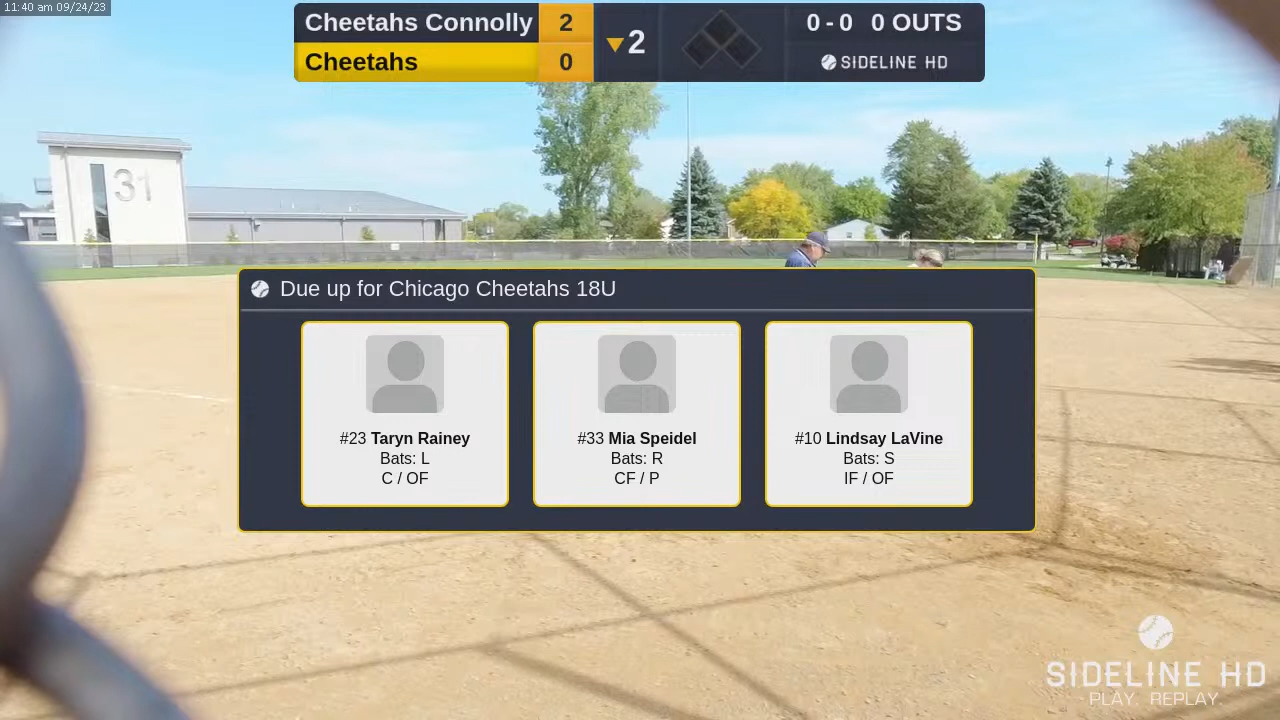 11:40 am 09/24/23
Cheetahs Connolly 2
Cheetahs 0
▼2
0 - 0 0 OUTS
SIDELINE HD
31
Due up for Chicago Cheetahs 18U
#23 Taryn Rainey
Bats: L
C / OF
#33 Mia Speidel
Bats: R
CF / P
#10 Lindsay LaVine
Bats: S
IF / OF
SIDELINE HD
PLAY. REPLAY.